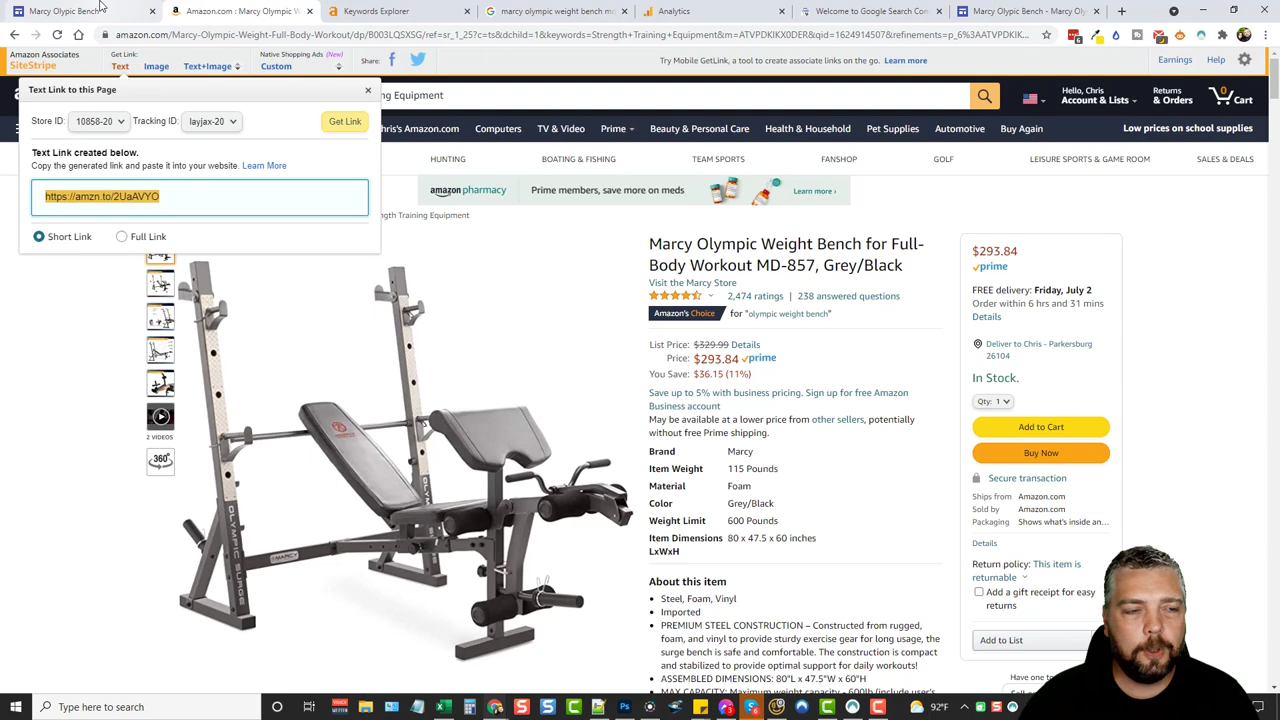 Marcy Olympic Bench
Amazon.com : Marcy Olympic W
Keywords Explorer
marcy olympic weight bench mo
Analytics
Welcome to Google Search Con
Marcy Olympic Weight Bench
amazon.com/Marcy-Olympic-Weight-Full-Body-Workout/dp/B003LQSXSG/ref=sr_1_25?c=ts&dchild=1&keywords=Strength+Training+Equipment&m=ATVPDKIKX0DER&qid=1624914507&refinements=p_6%3AATVPDKIKX0DE...
Amazon Associates
SiteStripe
Get Link:
Text
Image
Text+Image
Native Shopping Ads (New)
Custom
Share:
Try Mobile GetLink, a tool to create associate links on the go. Learn more
Earnings
Help
Text Link to this Page
Store ID:
10858-20
Tracking ID:
layjax-20
Get Link
Text Link created below.
Copy the generated link and paste it into your website. Learn More
https://amzn.to/2UaAVYO
Short Link
Full Link
Equipment
Hello, Chris
Account & Lists
Returns
& Orders
0
Cart
hris's Amazon.com
Computers
TV & Video
Prime
Beauty & Personal Care
Health & Household
Pet Supplies
Automotive
Buy Again
Low prices on school supplies
HUNTING
BOATING & FISHING
TEAM SPORTS
FANSHOP
GOLF
LEISURE SPORTS & GAME ROOM
SALES & DEALS
amazon pharmacy
Prime members, save more on meds
Learn more ›
gth Training Equipment
2 VIDEOS
360°
OLYMPIC SURGE
MARCY
Marcy Olympic Weight Bench for Full-
Body Workout MD-857, Grey/Black
Visit the Marcy Store
2,474 ratings | 238 answered questions
Amazon's Choice for "olympic weight bench"
List Price: $329.99 Details
Price: $293.84 prime
You Save: $36.15 (11%)
Save up to 5% with business pricing. Sign up for free Amazon
Business account
May be available at a lower price from other sellers, potentially
without free Prime shipping.
Brand Marcy
Item Weight 115 Pounds
Material Foam
Color Grey/Black
Weight Limit 600 Pounds
Item Dimensions 80 x 47.5 x 60 inches
LxWxH
About this item
• Steel, Foam, Vinyl
• Imported
• PREMIUM STEEL CONSTRUCTION – Constructed from rugged,
foam, and vinyl to provide sturdy exercise gear for long usage, the
surge bench is safe and comfortable. The construction is compact
and stabilized to provide optimal support for daily workouts!
• ASSEMBLED DIMENSIONS: 80"L x 47.5"W x 60"H
• MAX CAPACITY: Maximum weight capacity - 600lb (include user's
$293.84
prime
FREE delivery: Friday, July 2
Order within 6 hrs and 31 mins
Details
Deliver to Chris - Parkersburg
26104
In Stock.
Qty: 1
Add to Cart
Buy Now
Secure transaction
Ships from Amazon.com
Sold by Amazon.com
Packaging Shows what's inside an...
Details
Return policy: This item is
returnable
Add a gift receipt for easy
returns
Add to List
Have one to
Type here to search
92°F